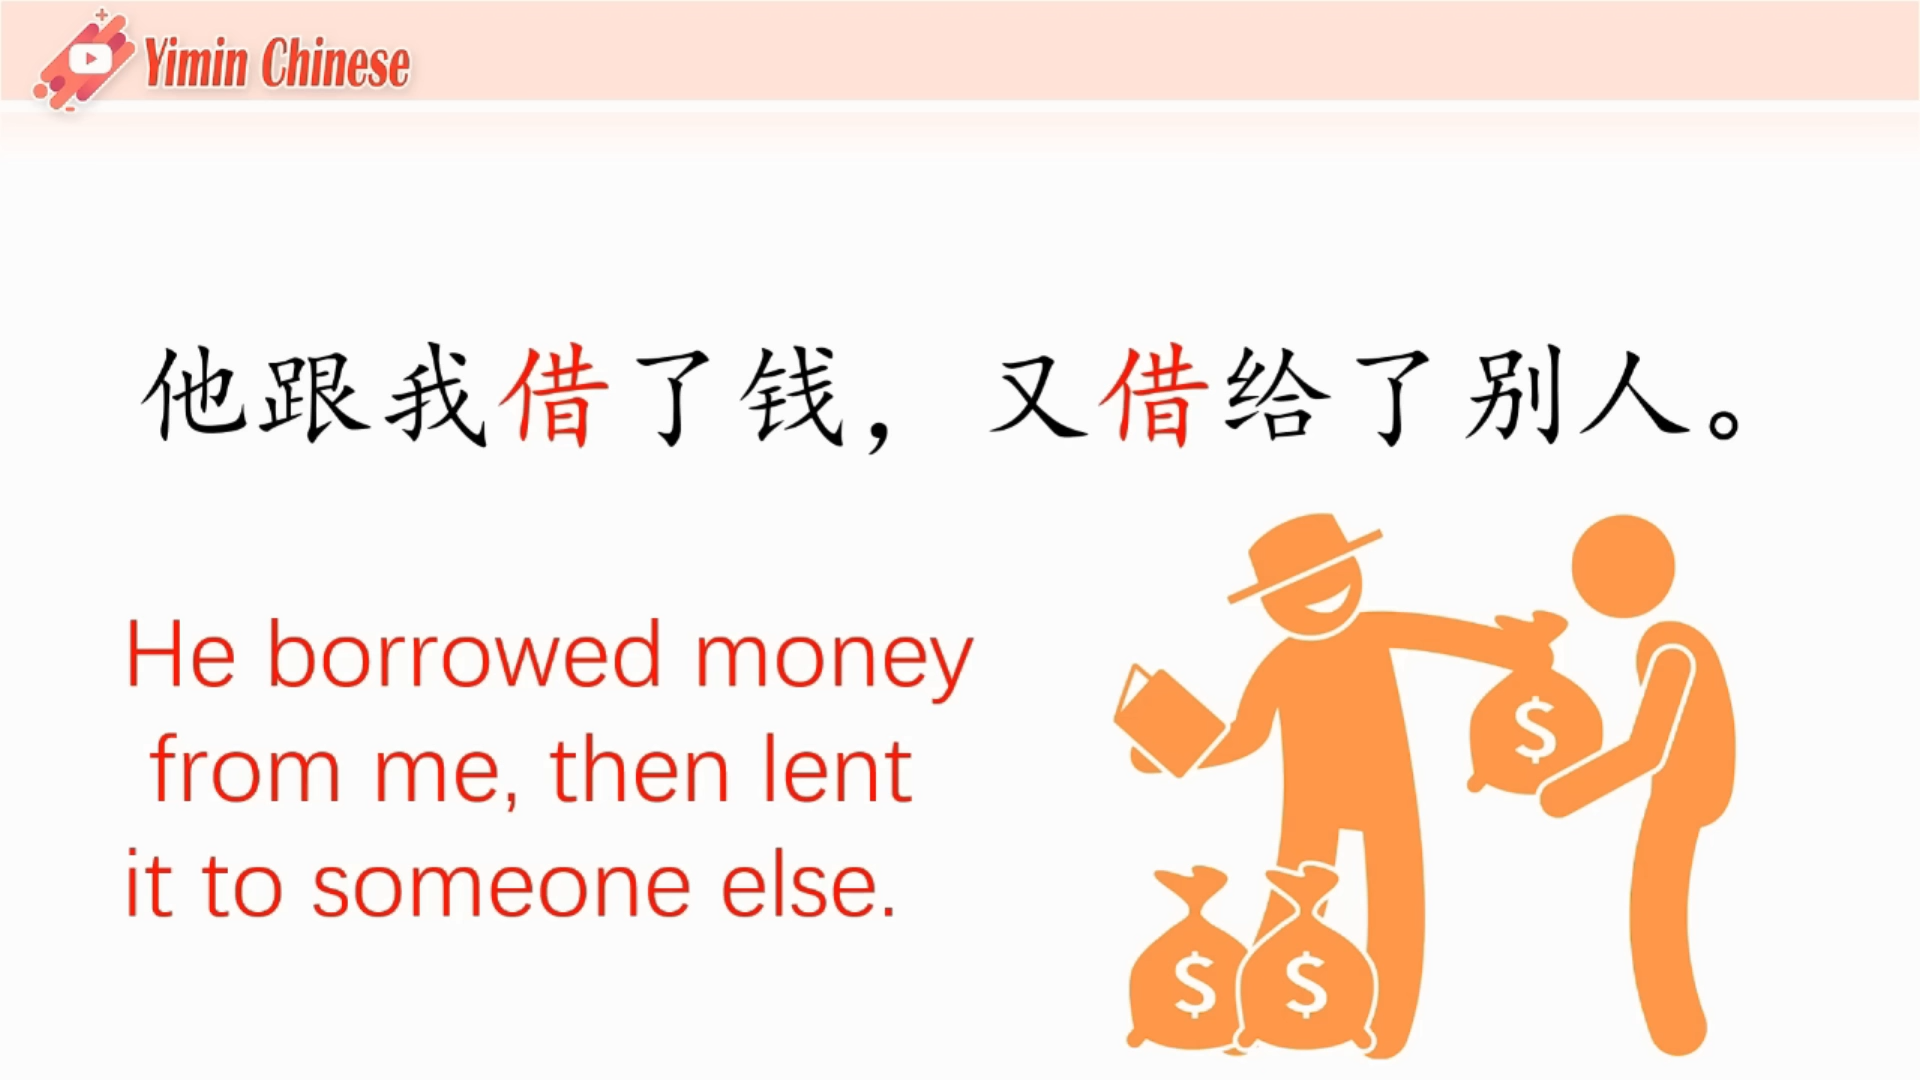 Yimin Chinese
他跟我借了钱，又借给了别人。
He borrowed money
from me, then lent
it to someone else.
$
$ $